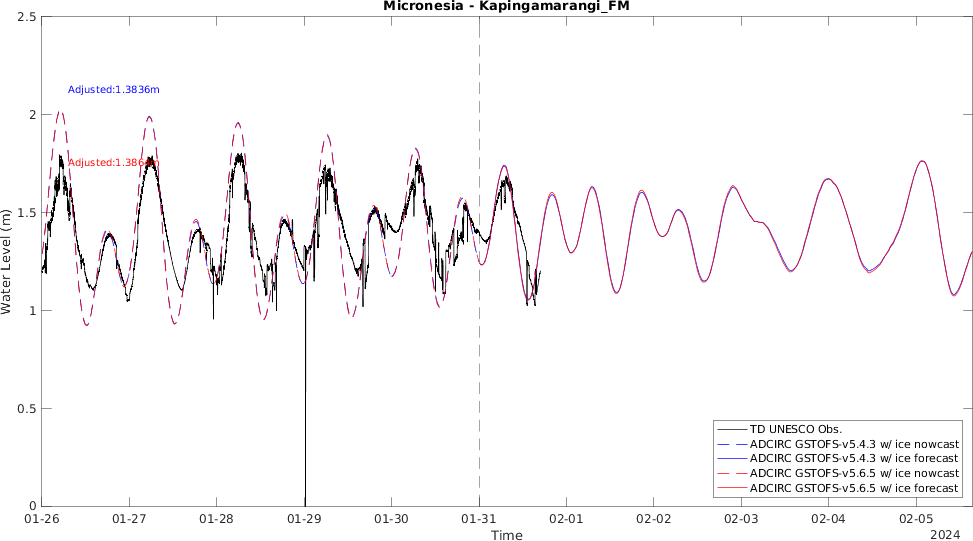 Micronesia - Kapingamarangi_FM
2.5
2
1.5
1
0.5
0
Water Level (m)
Adjusted:1.3836m
TD UNESCO Obs.
ADCIRC GSTOFS-v5.4.3 w/ ice nowcast
ADCIRC GSTOFS-v5.4.3 w/ ice forecast
ADCIRC GSTOFS-v5.6.5 w/ ice nowcast
ADCIRC GSTOFS-v5.6.5 w/ ice forecast
01-26 01-27 01-28 01-29 01-30 01-31 02-01 02-02 02-03 02-04 02-05
Time
2024